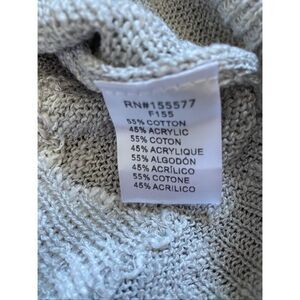 RN#155577
F155
55% COTTON
45% ACRYLIC
55% COTON
45% ACRYLIQUE
55% ALGODÓN
45% ACRÍLICO
55% COTONE
45% ACRILICO